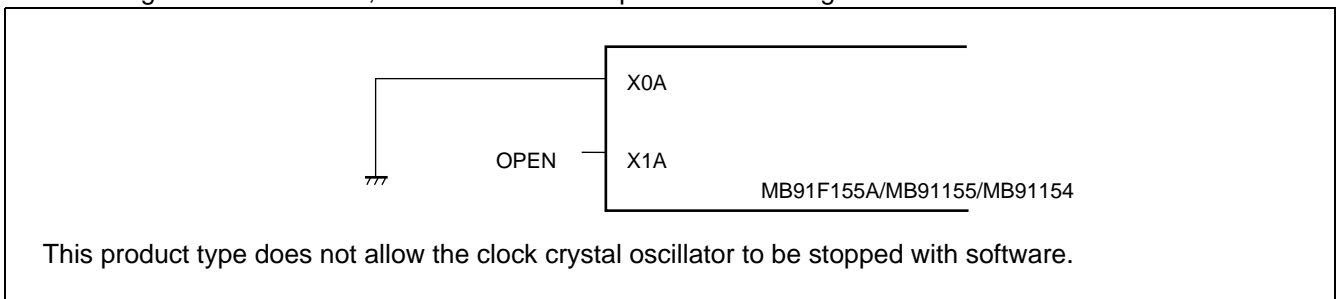 X0A
OPEN X1A
MB91F155A/MB91155/MB91154
This product type does not allow the clock crystal oscillator to be stopped with software.